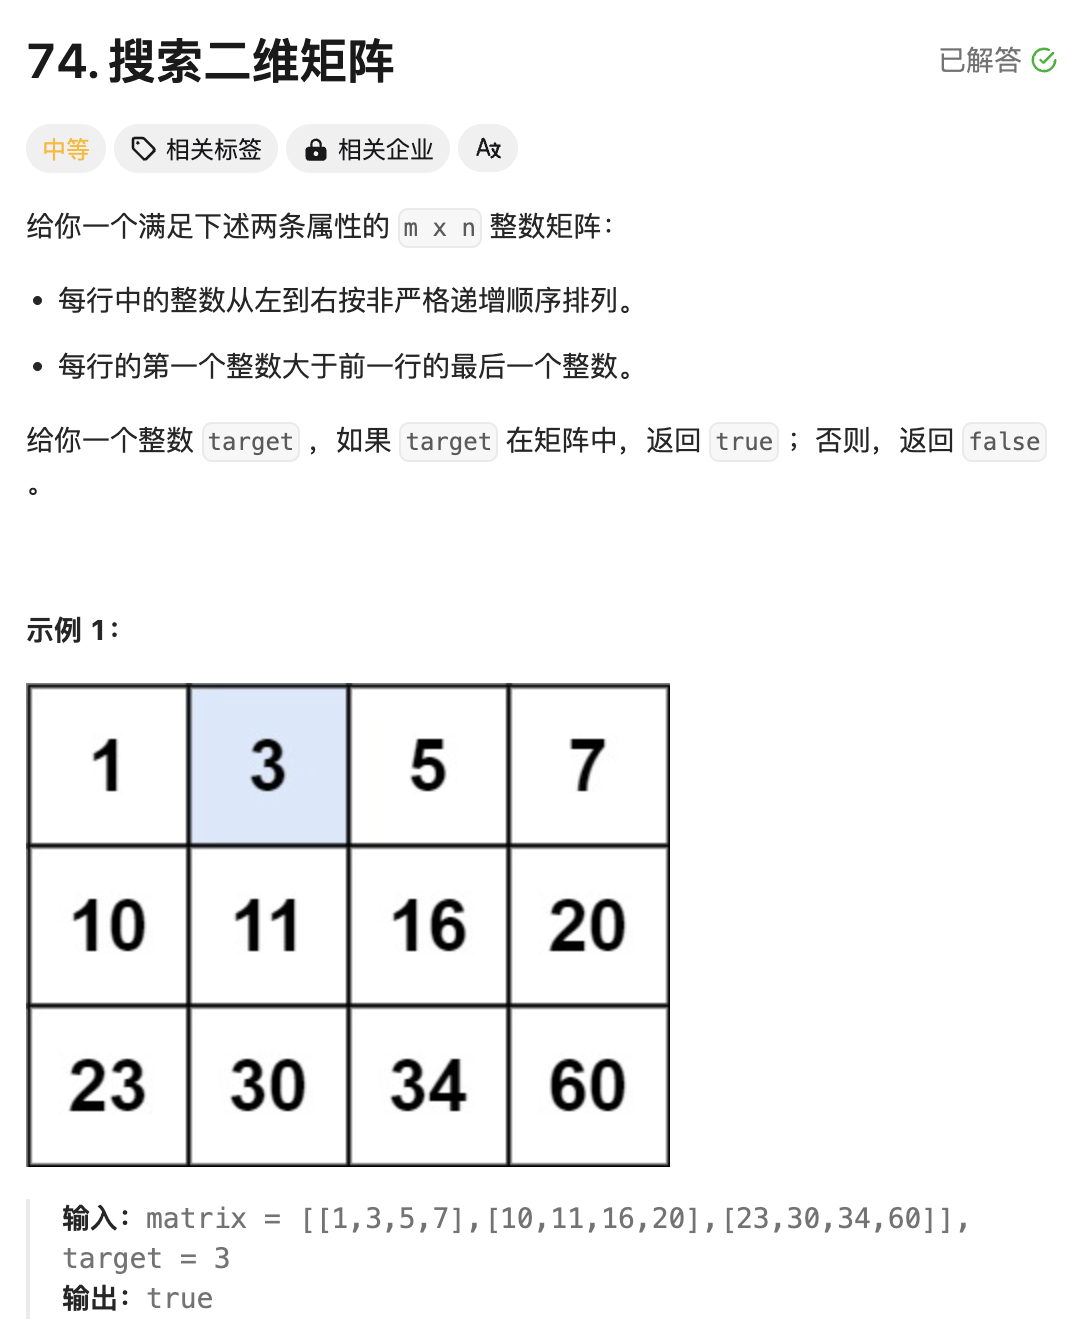 74. 搜索二维矩阵
已解答
中等
相关标签
相关企业
给你一个满足下述两条属性的 m x n 整数矩阵：
• 每行中的整数从左到右按非严格递增顺序排列。
• 每行的第一个整数大于前一行的最后一个整数。
给你一个整数 target ，如果 target 在矩阵中，返回 true ；否则，返回 false
。
示例 1：
1 3 5 7
10 11 16 20
23 30 34 60
输入：matrix = [[1,3,5,7],[10,11,16,20],[23,30,34,60]],
target = 3
输出：true